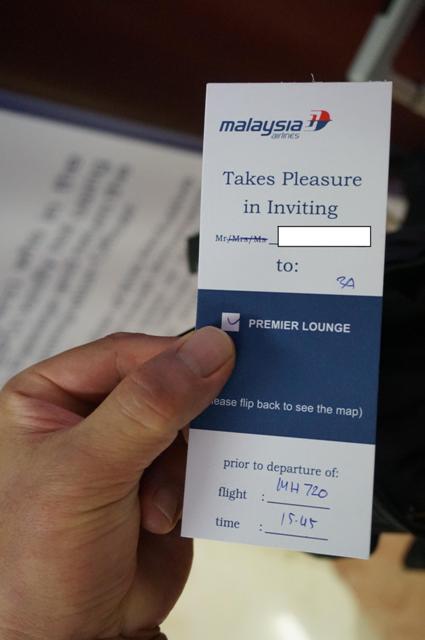 malaysia
airlines
Takes Pleasure
in Inviting
Mr/Mrs/Ms
to:
3A
PREMIER LOUNGE
ease flip back to see the map)
prior to departure of:
flight : MH 720
time : 15.45